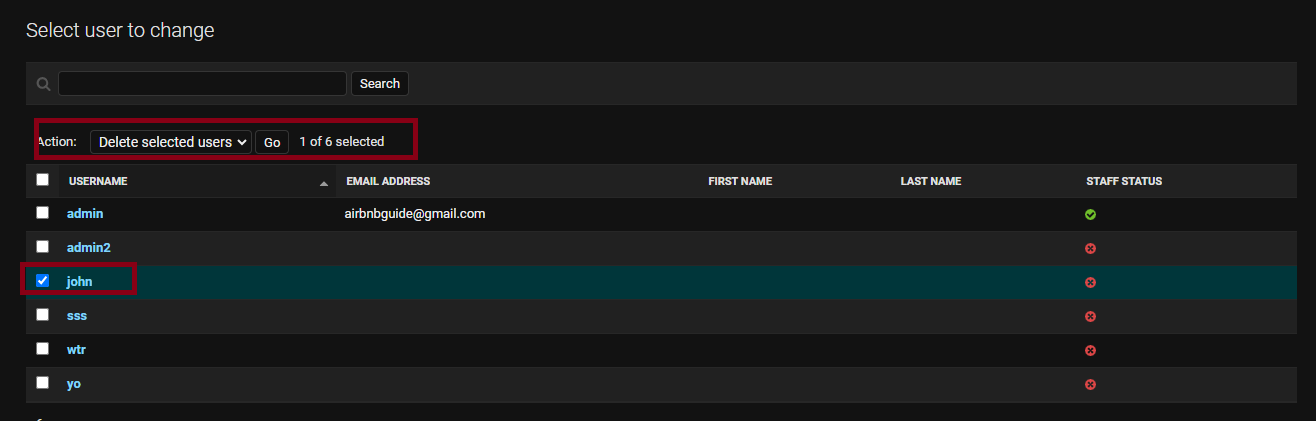 Select user to change
Search
Action: Delete selected users Go 1 of 6 selected
USERNAME EMAIL ADDRESS FIRST NAME LAST NAME STAFF STATUS
admin airbnbguide@gmail.com
admin2
john
sss
wtr
yo